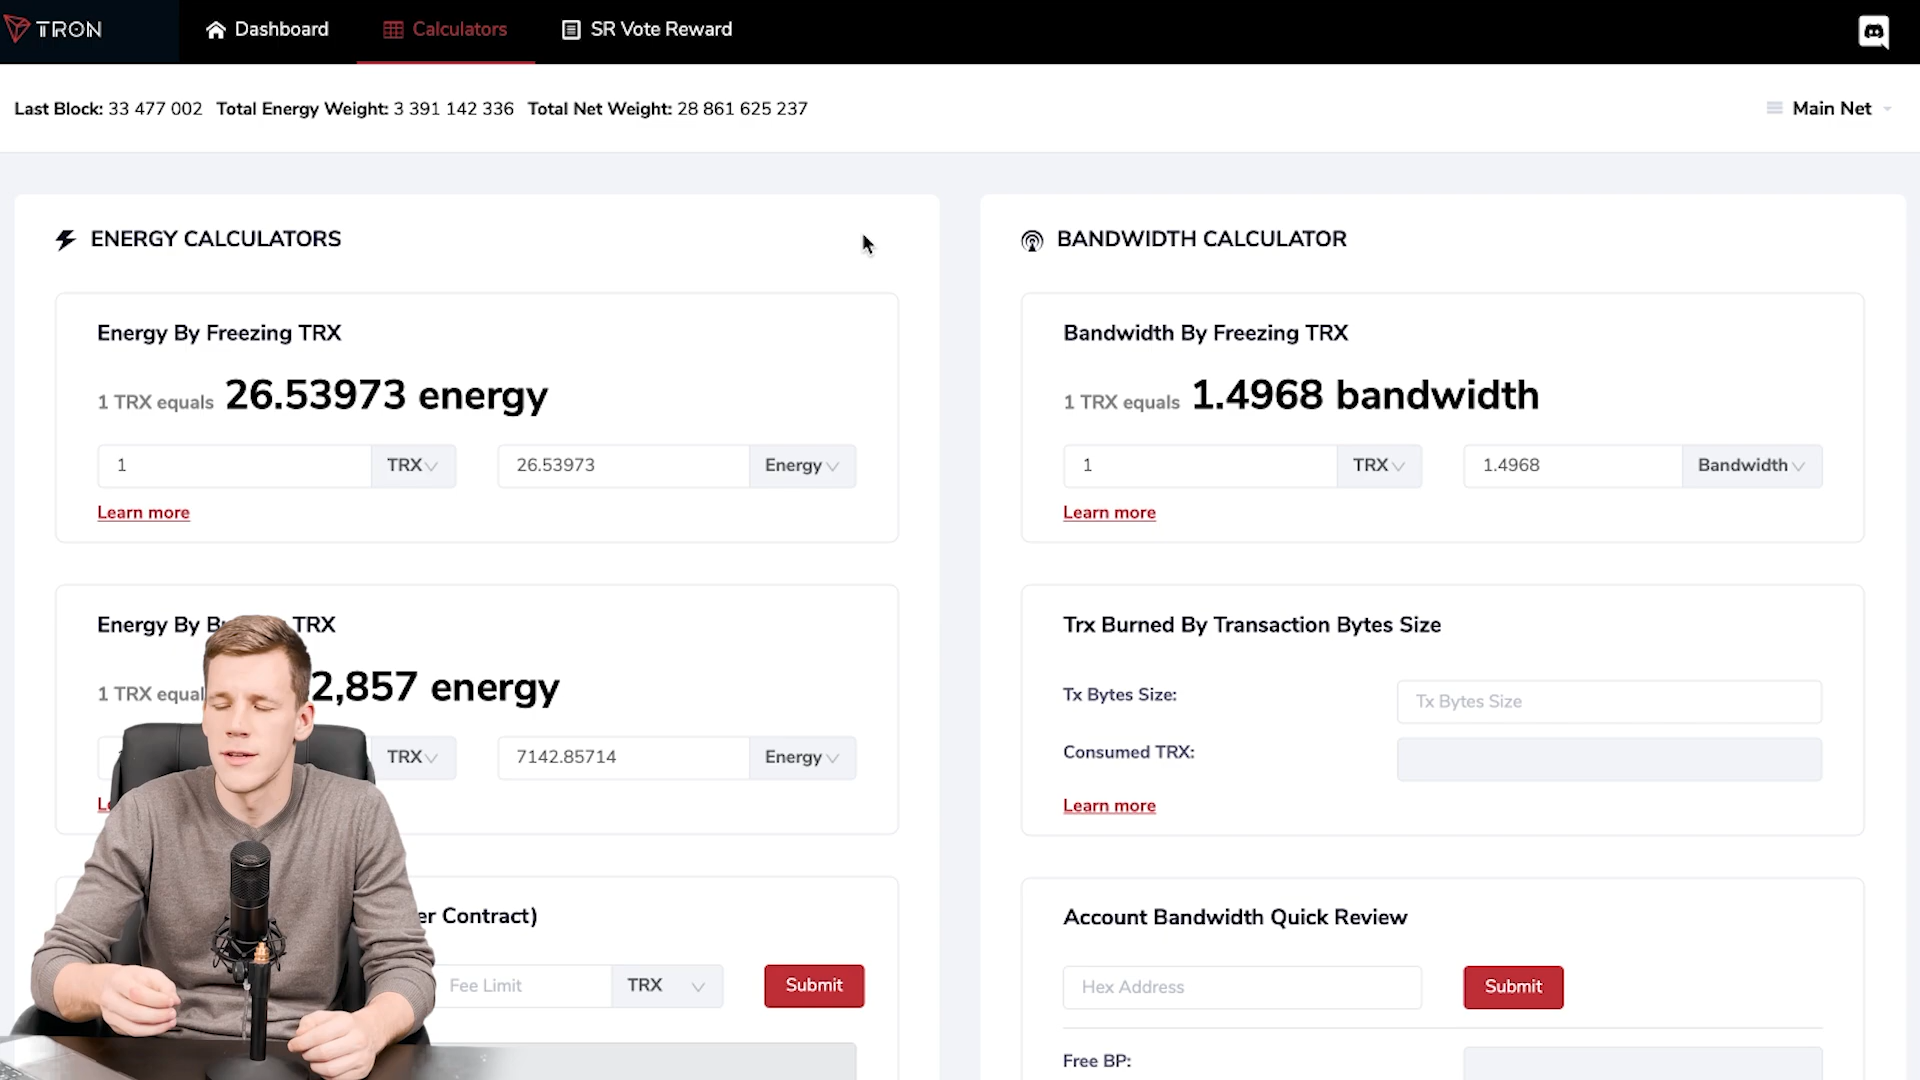 TRON
Dashboard
Calculators
SR Vote Reward
Last Block: 33 477 002 Total Energy Weight: 3 391 142 336 Total Net Weight: 28 861 625 237
Main Net
ENERGY CALCULATORS
Energy By Freezing TRX
1 TRX equals 26.53973 energy
1 TRX 26.53973 Energy
Learn more
Energy By TRX
1 TRX 2,857 energy
TRX 7142.85714 Energy
Contract)
Fee Limit TRX Submit
BANDWIDTH CALCULATOR
Bandwidth By Freezing TRX
1 TRX equals 1.4968 bandwidth
1 TRX 1.4968 Bandwidth
Learn more
Trx Burned By Transaction Bytes Size
Tx Bytes Size: Tx Bytes Size
Consumed TRX:
Learn more
Account Bandwidth Quick Review
Hex Address Submit
Free BP: